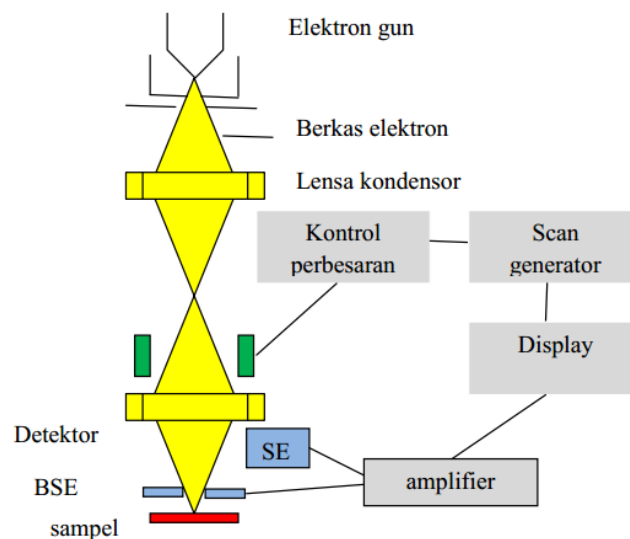 Elektron gun
Berkas elektron
Lensa kondensor
Kontrol
perbesaran
Scan
generator
Display
Detektor
SE
BSE
amplifier
sampel